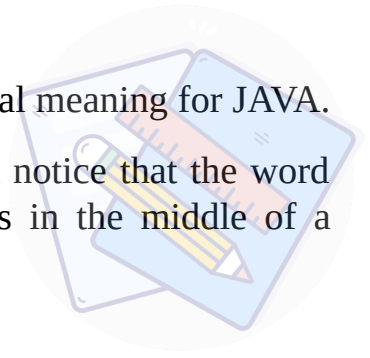 al meaning for JAVA.
notice that the word
s in the middle of a